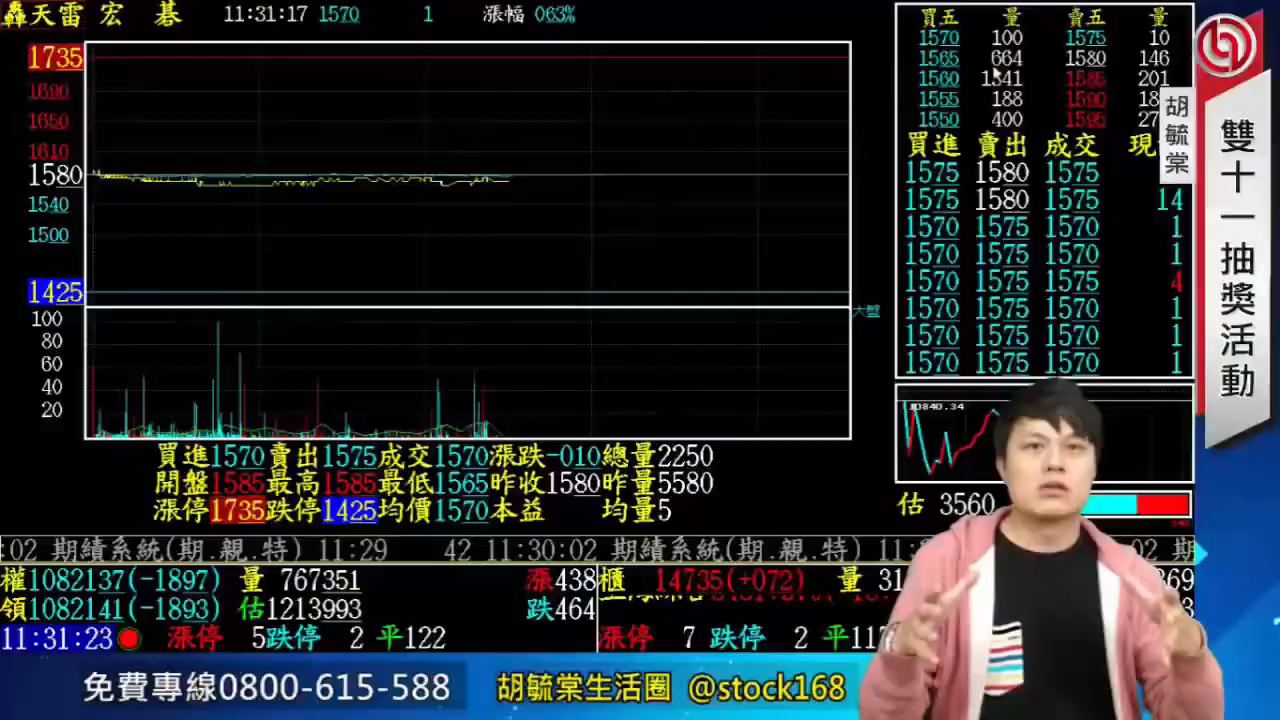 轟天雷 宏 碁 11:31:17 1570 1 漲幅 063%
1735
1690
1650
1610
1580
1540
1500
1425
100
80
60
40
20
大盤
買五 量 賣五 量
1570 100 1575 10
1565 664 1580 146
1560 1341 1585 201
1555 188 1590
1550 400 1595
買進 賣出 成交 現
1575 1580 1575
1575 1580 1575 14
1570 1575 1570 1
1570 1575 1570 1
1570 1575 1570 4
1570 1575 1570 1
1570 1575 1570 1
1570 1575 1570 1
10840.34
估 3560
胡毓棠
雙十一抽獎活動
買進1570賣出1575成交1570漲跌-010總量2250
開盤1585最高1585最低1565昨收1580昨量5580
漲停1735跌停1425均價1570本益 均量5
:02 期績系統(期.親.特) 11:29 42 11:30:02 期績系統(期.親.特) 02 期
權1082137(-1897) 量 767351 漲438 櫃 14735(+072) 量
領1082141(-1893) 估1213993 跌464
11:31:23 漲停 5跌停 2 平122 漲停 7 跌停 2
免費專線0800-615-588 胡毓棠生活圈 @stock168